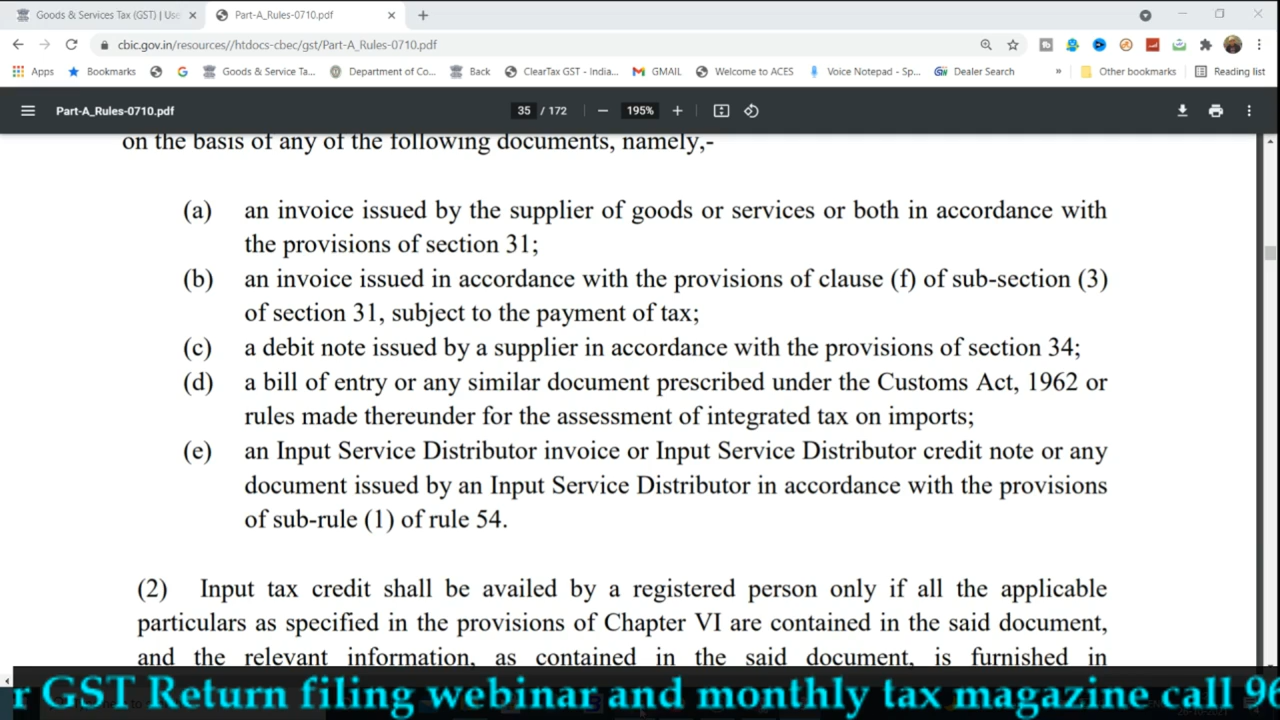 Goods & Services Tax (GST) | Use
Part-A_Rules-0710.pdf
cbic.gov.in/resources//htdocs-cbec/gst/Part-A_Rules-0710.pdf
Apps Bookmarks Goods & Service Ta... Department of Co... Back ClearTax GST - India... GMAIL Welcome to ACES Voice Notepad - Sp... Dealer Search » Other bookmarks Reading list
Part-A_Rules-0710.pdf 35 / 172 195%
on the basis of any of the following documents, namely,-
(a) an invoice issued by the supplier of goods or services or both in accordance with
the provisions of section 31;
(b) an invoice issued in accordance with the provisions of clause (f) of sub-section (3)
of section 31, subject to the payment of tax;
(c) a debit note issued by a supplier in accordance with the provisions of section 34;
(d) a bill of entry or any similar document prescribed under the Customs Act, 1962 or
rules made thereunder for the assessment of integrated tax on imports;
(e) an Input Service Distributor invoice or Input Service Distributor credit note or any
document issued by an Input Service Distributor in accordance with the provisions
of sub-rule (1) of rule 54.
(2) Input tax credit shall be availed by a registered person only if all the applicable
particulars as specified in the provisions of Chapter VI are contained in the said document,
and the relevant information, as contained in the said document, is furnished in
r GST Return filing webinar and monthly tax magazine call 96